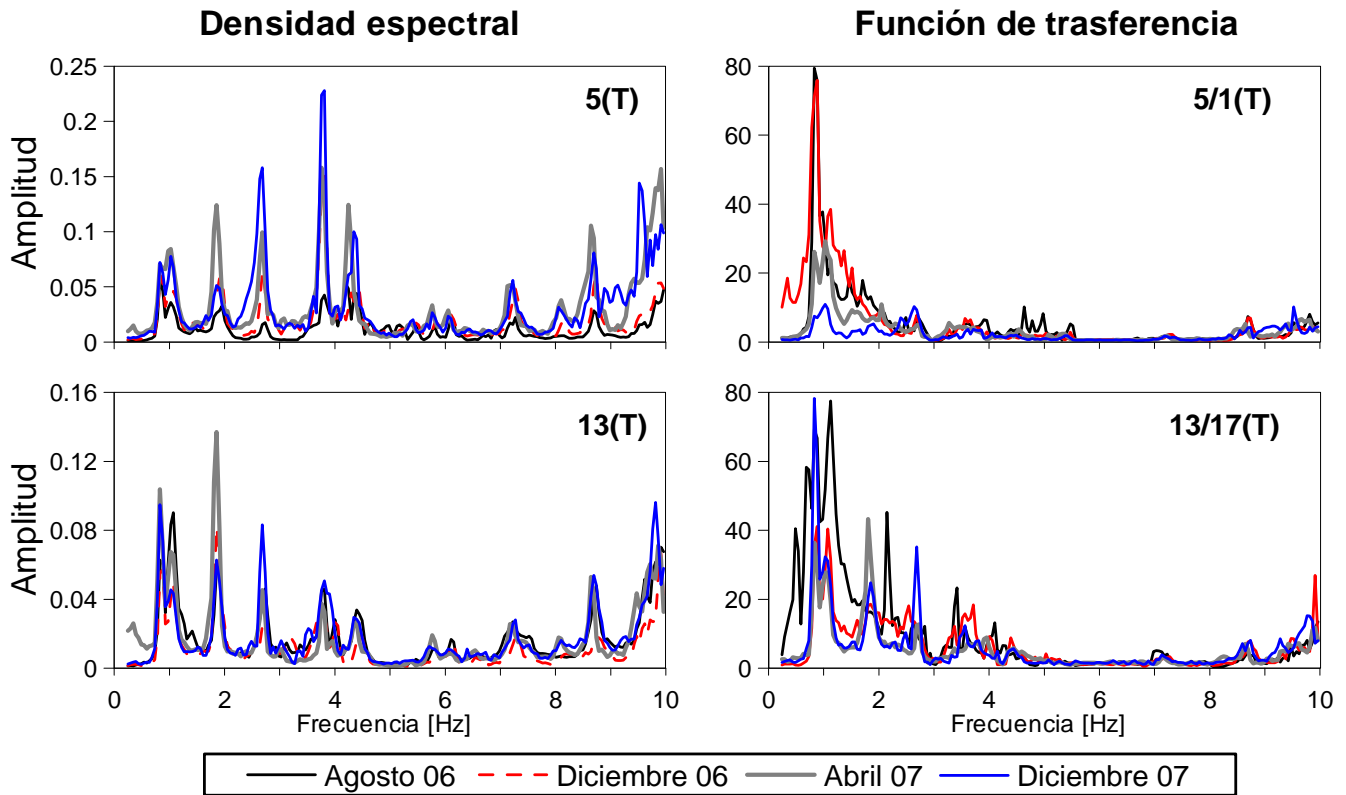 Densidad espectral
Función de trasferencia
0.25
0.2
0.15
0.1
0.05
0
Amplitud
5(T)
80
60
40
20
0
5/1(T)
0.16
0.12
0.08
0.04
0
Amplitud
13(T)
0 2 4 6 8 10
Frecuencia [Hz]
80
60
40
20
0
13/17(T)
0 2 4 6 8 10
Frecuencia [Hz]
Agosto 06 Diciembre 06 Abril 07 Diciembre 07